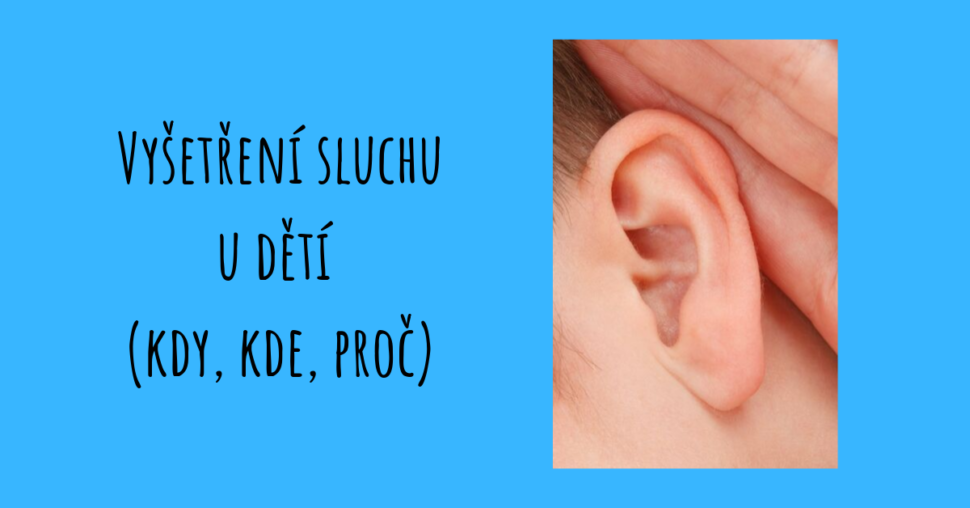 Vyšetření sluchu
u dětí
(kdy, kde, proč)